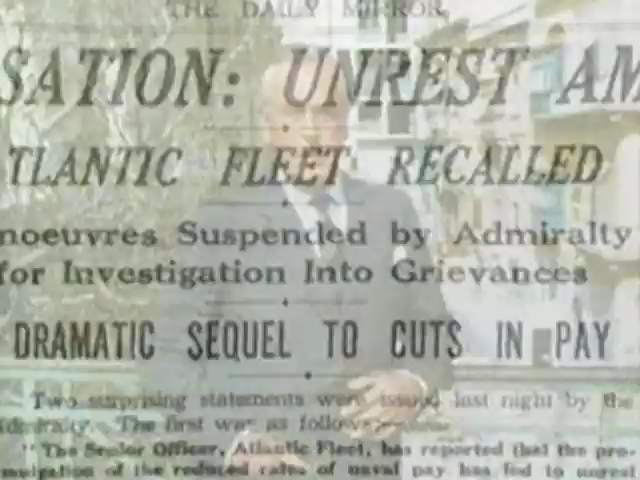 THE DAILY MIRROR,
SATION: UNREST AM
TLANTIC FLEET RECALLED
noeuvres Suspended by Admiralty
for Investigation Into Grievances
DRAMATIC SEQUEL TO CUTS IN PAY
Two surprising statements were issued last night by the
dmiralty. The first was as follows:—
"The Senior Officer, Atlantic Fleet, has reported that the pro-
mulgation of the reduced rates of naval pay has led to unrest